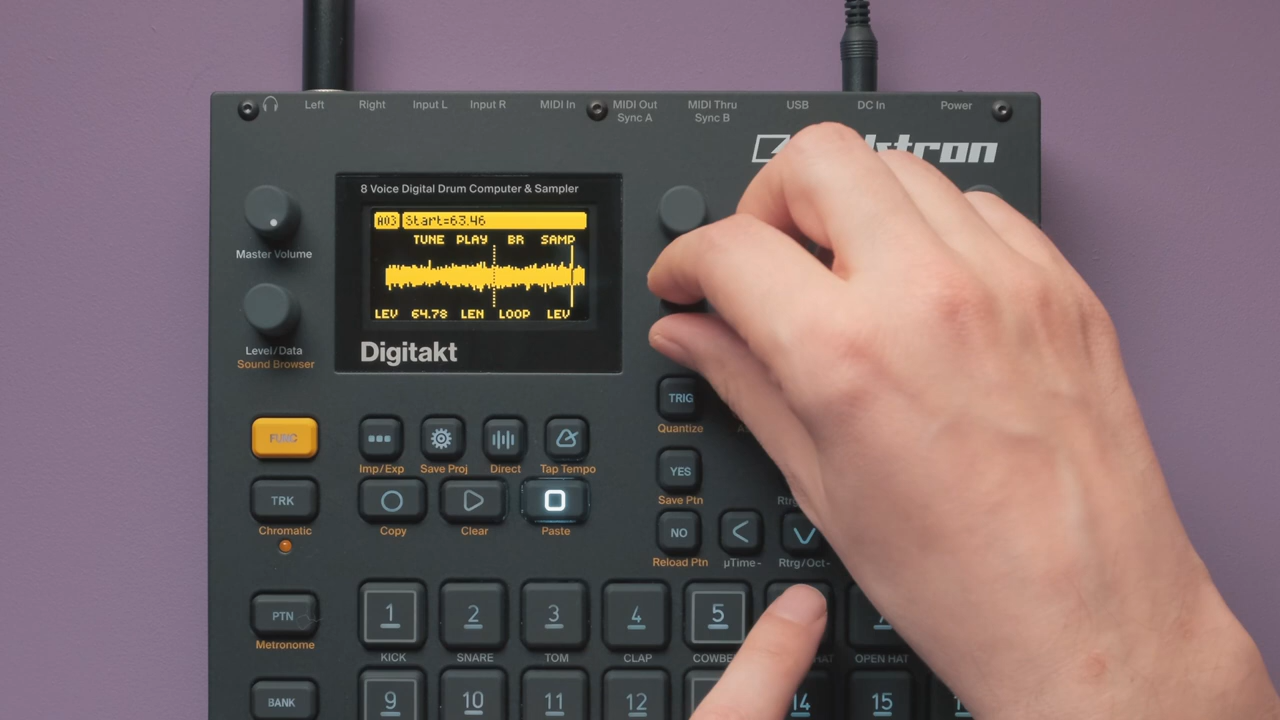 Left Right Input L Input R MIDI In MIDI Out MIDI Thru USB DC In Power
Sync A Sync B
8 Voice Digital Drum Computer & Sampler
A03 Start=63.46
TUNE PLAY BR SAMP
LEV 64.78 LEN LOOP LEV
Digitakt
Master Volume
Level/Data
Sound Browser
TRIG
Quantize
FUNC
Imp/Exp Save Proj Direct Tap Tempo
YES
Save Ptn
TRK
Chromatic Copy Clear Paste
NO
Reload Ptn µTime- Rtrg/Oct-
PTN 1 2 3 4 5
Metronome
KICK SNARE TOM CLAP OPEN HAT
BANK 9 10 11 12 14 15